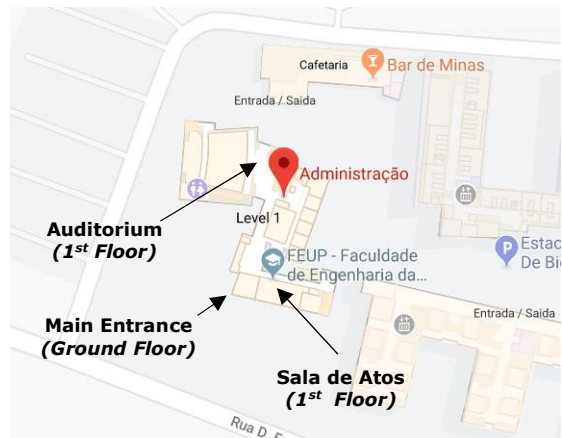 Cafetaria
Bar de Minas
Entrada / Saida
Administração
Auditorium
(1st Floor)
Level 1
FEUP - Faculdade
de Engenharia da...
Estac
De Bi
Main Entrance
(Ground Floor)
Entrada / Saida
Sala de Atos
(1st Floor)
Rua D.